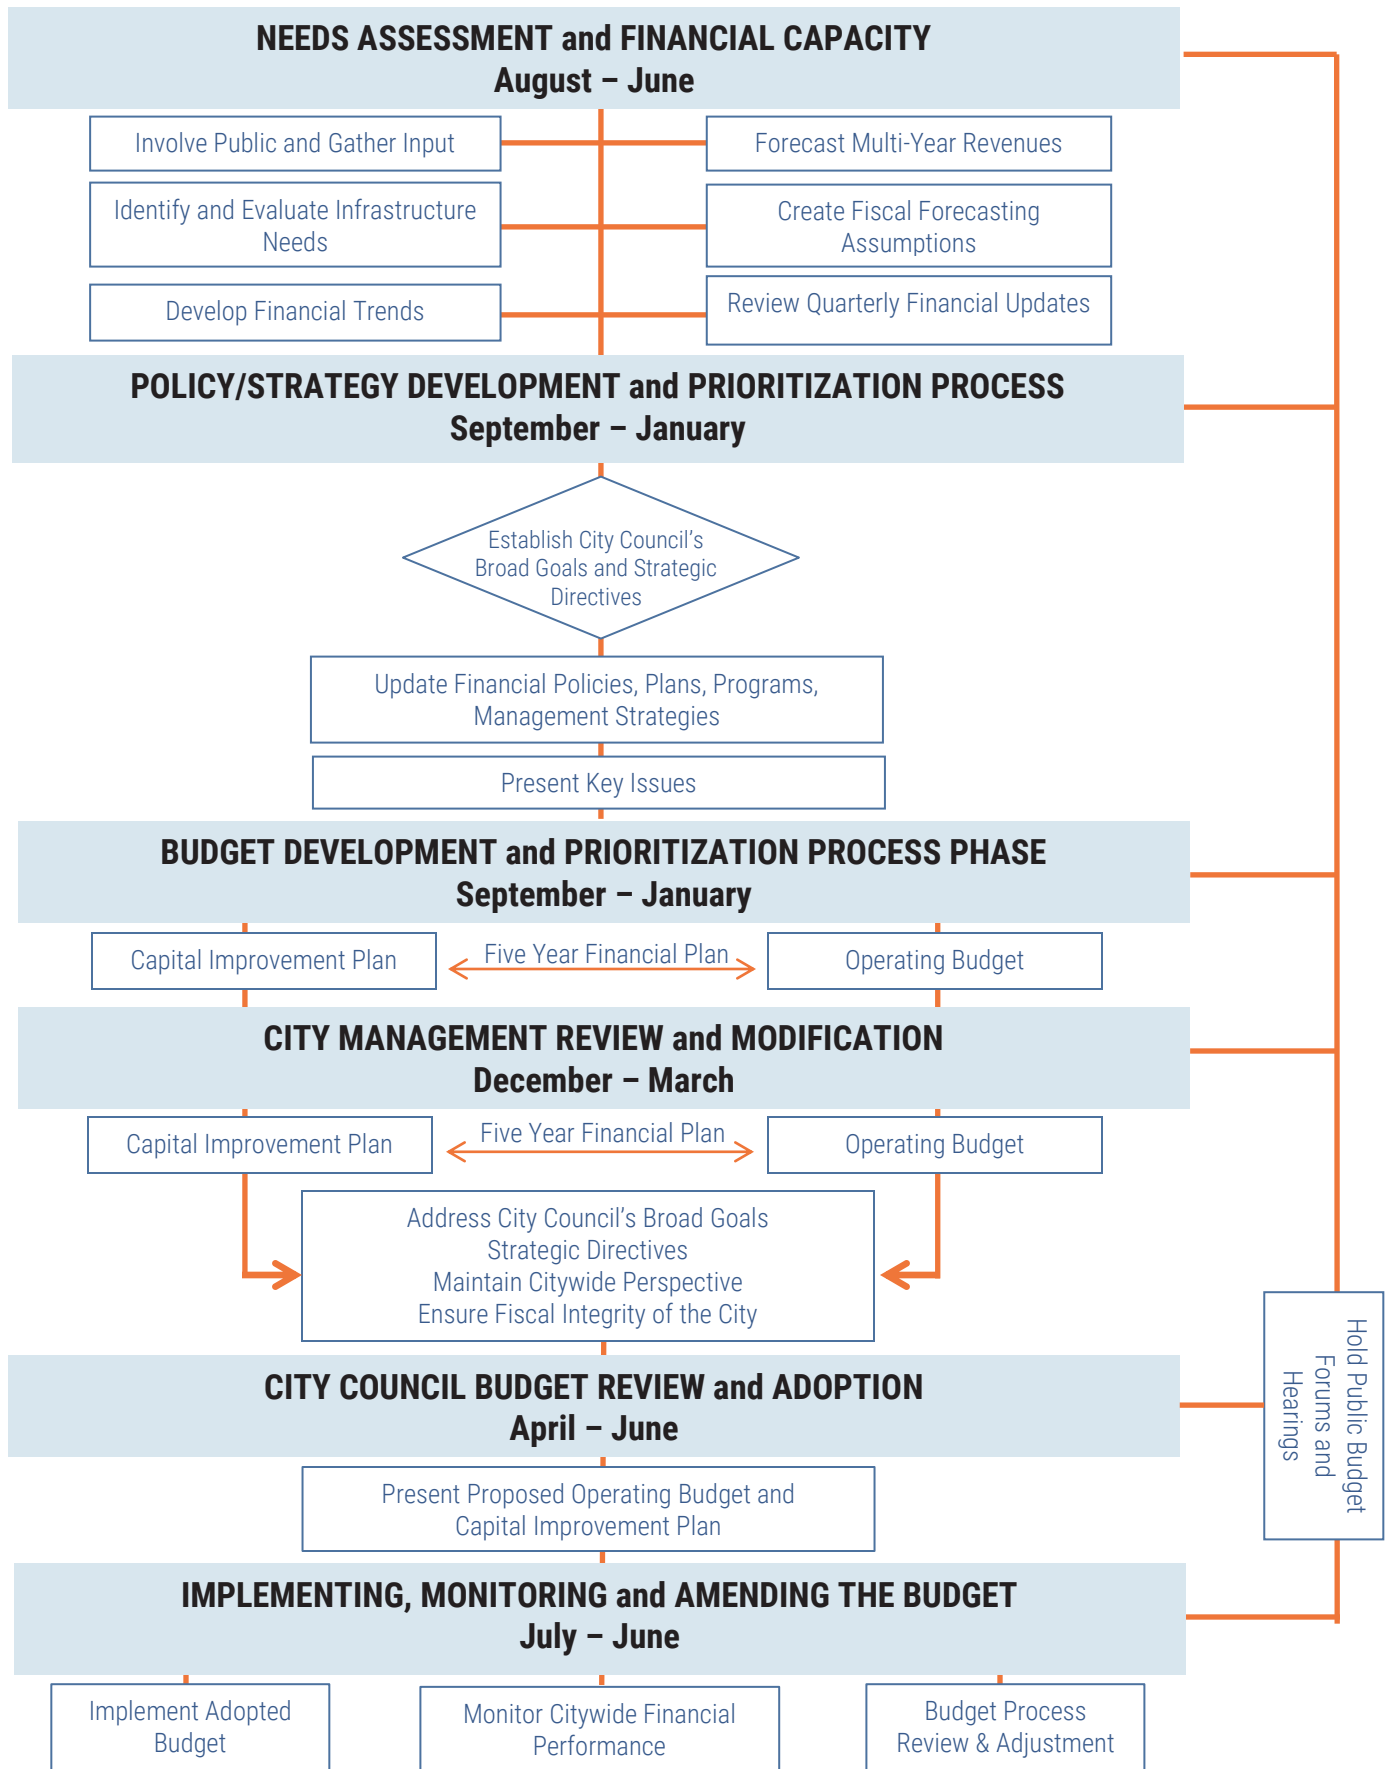 NEEDS ASSESSMENT and FINANCIAL CAPACITY
August – June
Involve Public and Gather Input
Forecast Multi-Year Revenues
Identify and Evaluate Infrastructure
Needs
Create Fiscal Forecasting
Assumptions
Develop Financial Trends
Review Quarterly Financial Updates
POLICY/STRATEGY DEVELOPMENT and PRIORITIZATION PROCESS
September – January
Establish City Council’s
Broad Goals and Strategic
Directives
Update Financial Policies, Plans, Programs,
Management Strategies
Present Key Issues
BUDGET DEVELOPMENT and PRIORITIZATION PROCESS PHASE
September – January
Capital Improvement Plan
Five Year Financial Plan
Operating Budget
CITY MANAGEMENT REVIEW and MODIFICATION
December – March
Capital Improvement Plan
Five Year Financial Plan
Operating Budget
Address City Council’s Broad Goals
Strategic Directives
Maintain Citywide Perspective
Ensure Fiscal Integrity of the City
Hold Public Budget
Forums and
Hearings
CITY COUNCIL BUDGET REVIEW and ADOPTION
April – June
Present Proposed Operating Budget and
Capital Improvement Plan
IMPLEMENTING, MONITORING and AMENDING THE BUDGET
July – June
Implement Adopted
Budget
Monitor Citywide Financial
Performance
Budget Process
Review & Adjustment